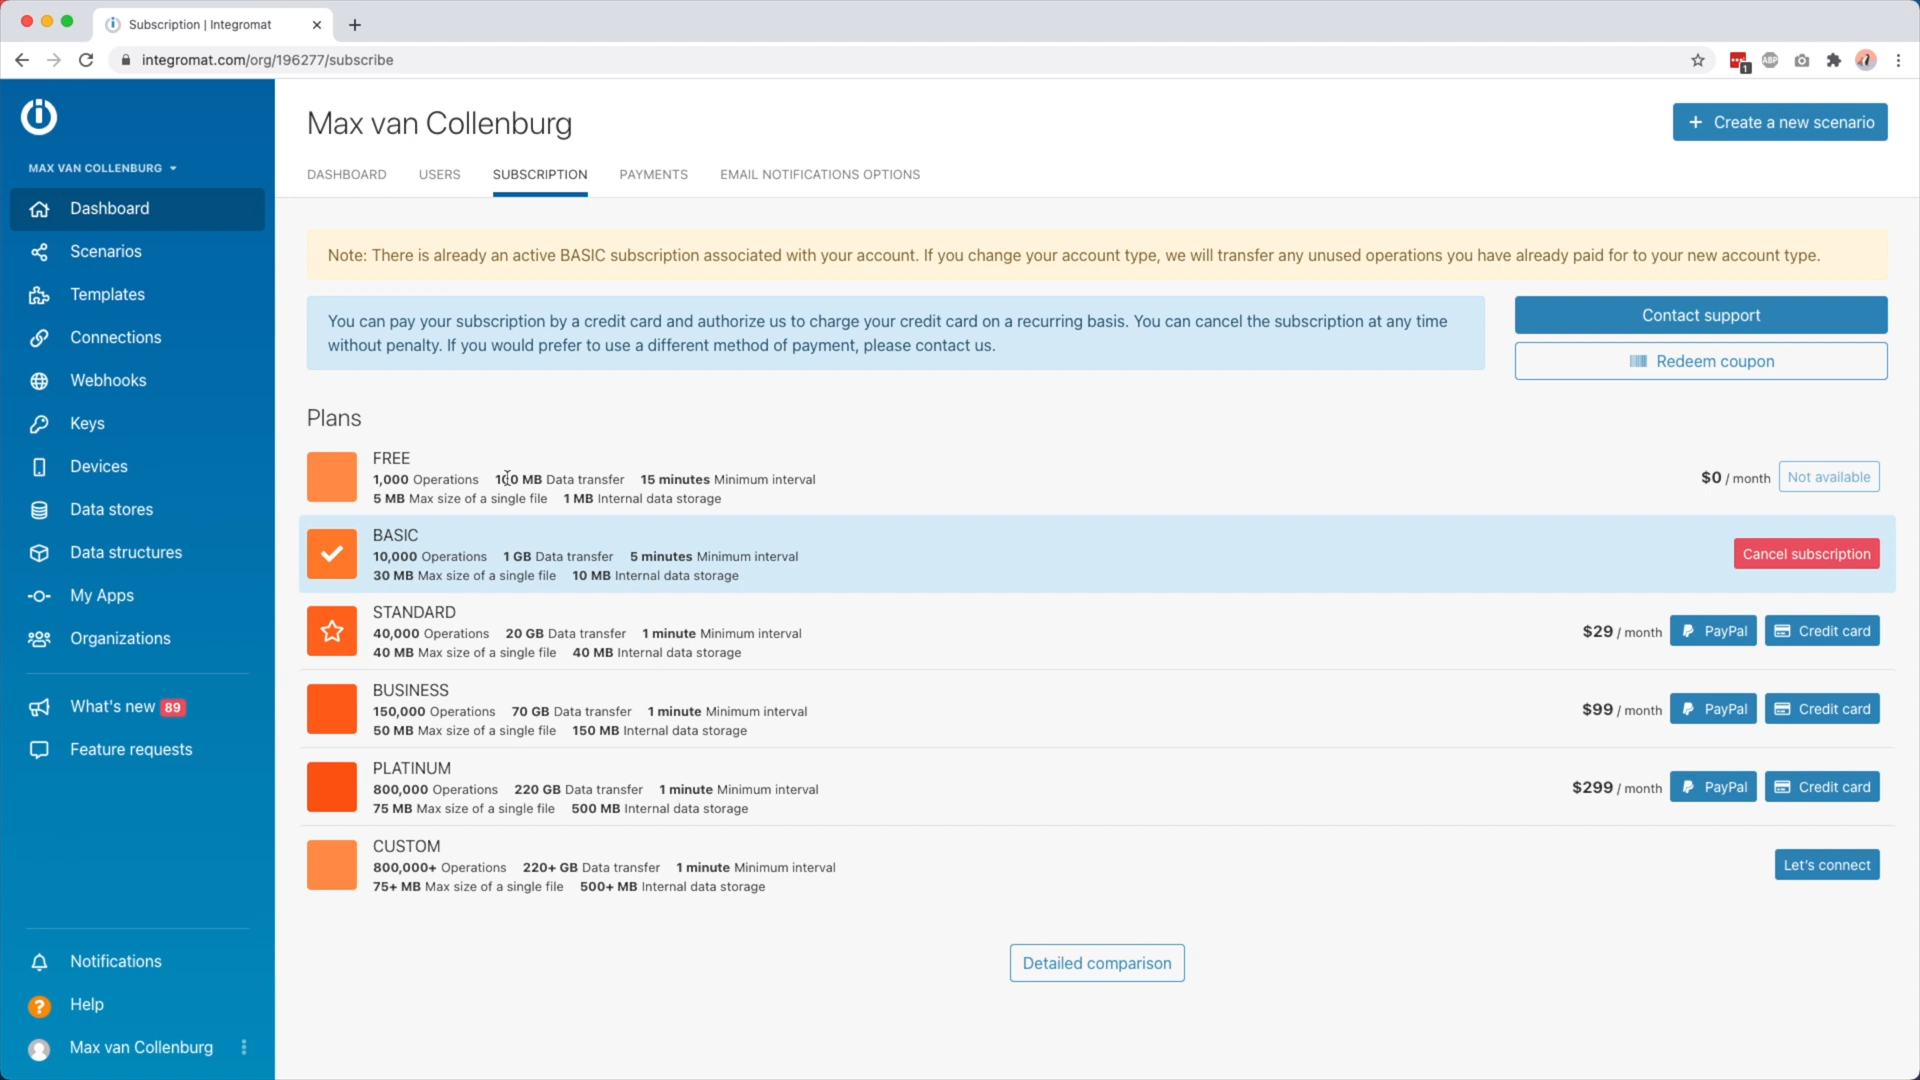 Subscription | Integromat
integromat.com/org/196277/subscribe
1
ABP
MAX VAN COLLENBURG
Dashboard
Scenarios
Templates
Connections
Webhooks
Keys
Devices
Data stores
Data structures
My Apps
Organizations
What's new 89
Feature requests
Notifications
? Help
Max van Collenburg
Max van Collenburg
+ Create a new scenario
DASHBOARD USERS SUBSCRIPTION PAYMENTS EMAIL NOTIFICATIONS OPTIONS
Note: There is already an active BASIC subscription associated with your account. If you change your account type, we will transfer any unused operations you have already paid for to your new account type.
You can pay your subscription by a credit card and authorize us to charge your credit card on a recurring basis. You can cancel the subscription at any time
without penalty. If you would prefer to use a different method of payment, please contact us.
Contact support
Redeem coupon
Plans
FREE
1,000 Operations 100 MB Data transfer 15 minutes Minimum interval
5 MB Max size of a single file 1 MB Internal data storage
$0 / month Not available
BASIC
10,000 Operations 1 GB Data transfer 5 minutes Minimum interval
30 MB Max size of a single file 10 MB Internal data storage
Cancel subscription
STANDARD
40,000 Operations 20 GB Data transfer 1 minute Minimum interval
40 MB Max size of a single file 40 MB Internal data storage
$29 / month PayPal Credit card
BUSINESS
150,000 Operations 70 GB Data transfer 1 minute Minimum interval
50 MB Max size of a single file 150 MB Internal data storage
$99 / month PayPal Credit card
PLATINUM
800,000 Operations 220 GB Data transfer 1 minute Minimum interval
75 MB Max size of a single file 500 MB Internal data storage
$299 / month PayPal Credit card
CUSTOM
800,000+ Operations 220+ GB Data transfer 1 minute Minimum interval
75+ MB Max size of a single file 500+ MB Internal data storage
Let's connect
Detailed comparison